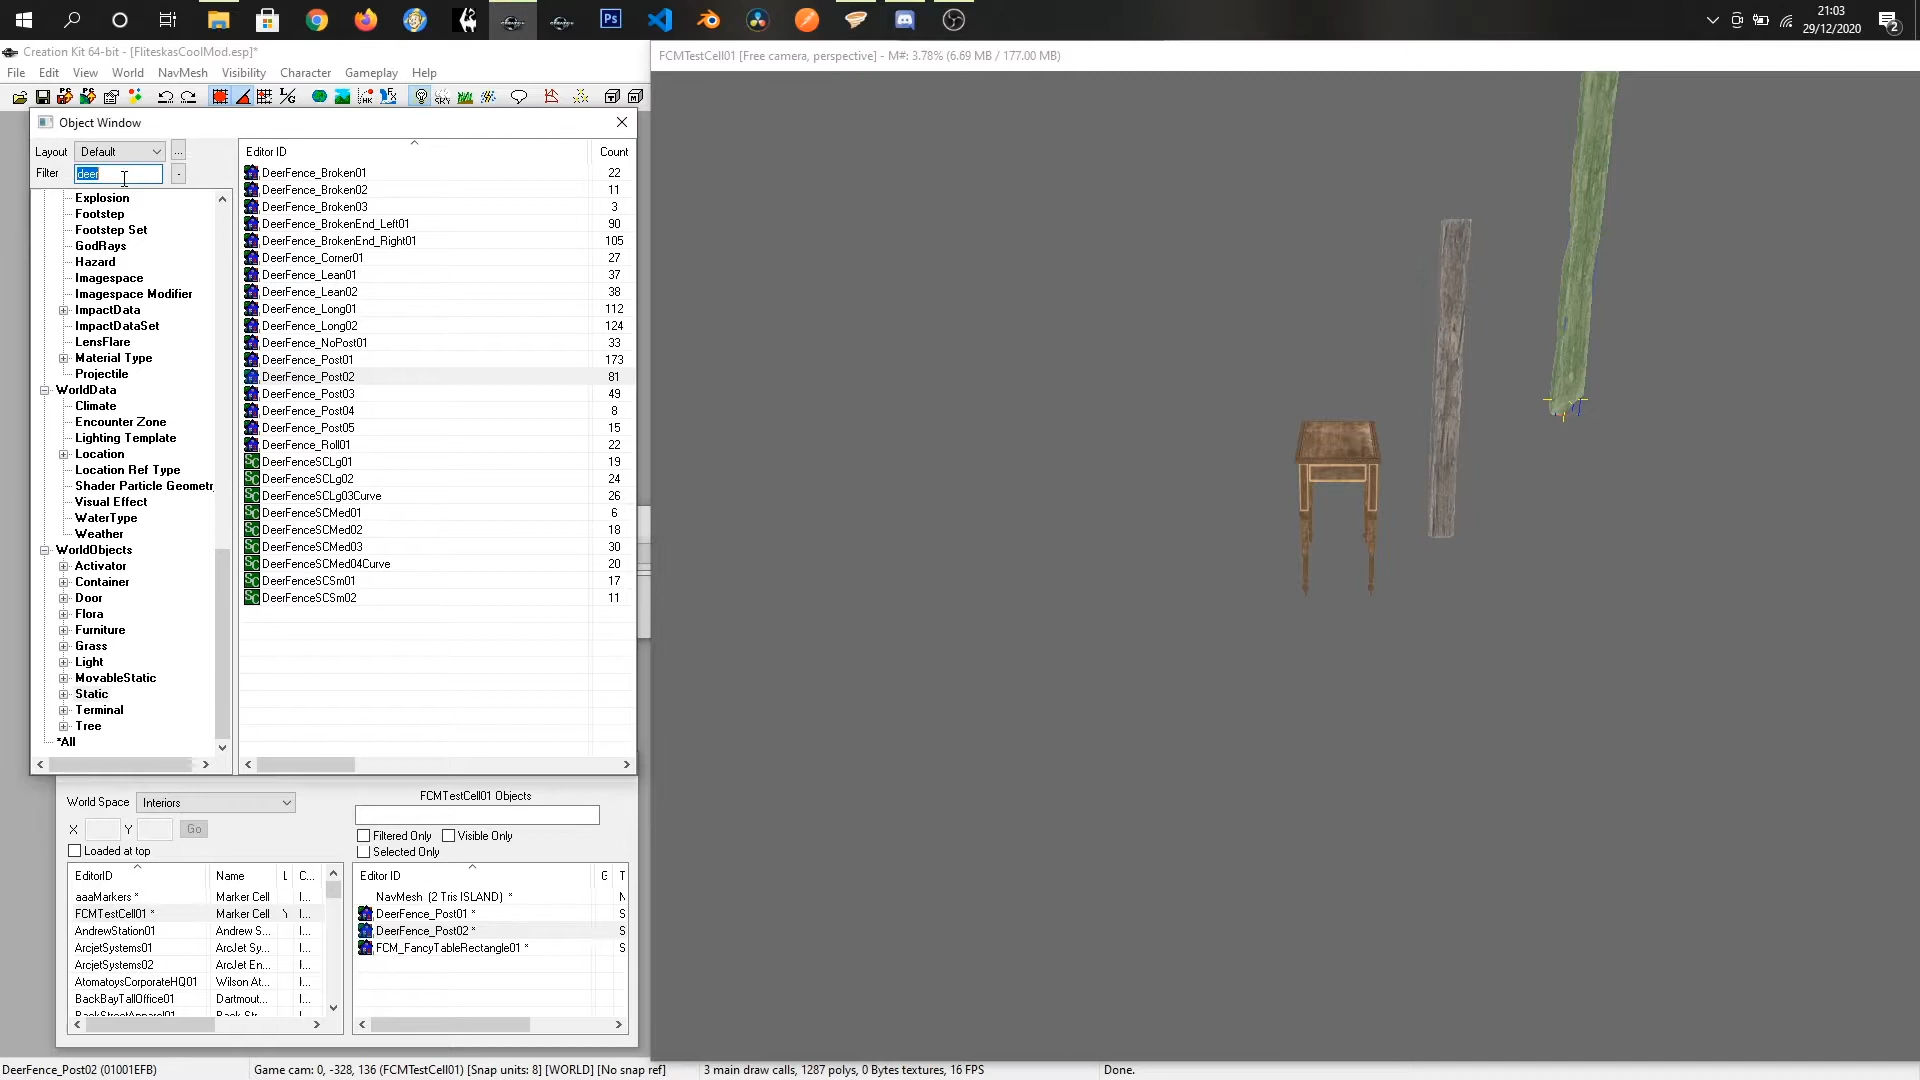 21:03
29/12/2020
2
Creation Kit 64-bit - [FliteskasCoolMod.esp]*
FCMTestCell01 [Free camera, perspective] - M#: 3.78% (6.69 MB / 177.00 MB)
File Edit View World NavMesh Visibility Character Gameplay Help
Object Window
Layout Default ...
Filter deer -
Editor ID Count
DeerFence_Broken01 22
DeerFence_Broken02 11
DeerFence_Broken03 3
DeerFence_BrokenEnd_Left01 90
DeerFence_BrokenEnd_Right01 105
DeerFence_Corner01 27
DeerFence_Lean01 37
DeerFence_Lean02 38
DeerFence_Long01 112
DeerFence_Long02 124
DeerFence_NoPost01 33
DeerFence_Post01 173
DeerFence_Post02 81
DeerFence_Post03 49
DeerFence_Post04 8
DeerFence_Post05 15
DeerFence_Roll01 22
DeerFenceSCLg01 19
DeerFenceSCLg02 24
DeerFenceSCLg03Curve 26
DeerFenceSCMed01 6
DeerFenceSCMed02 18
DeerFenceSCMed03 30
DeerFenceSCMed04Curve 20
DeerFenceSCSm01 17
DeerFenceSCSm02 11
Explosion
Footstep
Footstep Set
GodRays
Hazard
Imagespace
Imagespace Modifier
ImpactData
ImpactDataSet
LensFlare
Material Type
Projectile
WorldData
Climate
Encounter Zone
Lighting Template
Location
Location Ref Type
Shader Particle Geometr
Visual Effect
WaterType
Weather
WorldObjects
Activator
Container
Door
Flora
Furniture
Grass
Light
MovableStatic
Static
Terminal
Tree
*All
World Space Interiors
X Y Go
Loaded at top
EditorID Name L C...
aaaMarkers * Marker Cell I...
FCMTestCell01 * Marker Cell Y I...
AndrewStation01 Andrew S... I...
ArcjetSystems01 ArcJet Sy... I...
ArcjetSystems02 ArcJet En... I...
AtomatoysCorporateHQ01 Wilson At... I...
BackBayTallOffice01 Dartmout... I...
FCMTestCell01 Objects
Filtered Only Visible Only
Selected Only
Editor ID
NavMesh (2 Tris ISLAND) *
DeerFence_Post01 * S
DeerFence_Post02 * S
FCM_FancyTableRectangle01 * S
DeerFence_Post02 (01001EFB) Game cam: 0, -328, 136 (FCMTestCell01) [Snap units: 8] [WORLD] [No snap ref] 3 main draw calls, 1287 polys, 0 Bytes textures, 16 FPS Done.